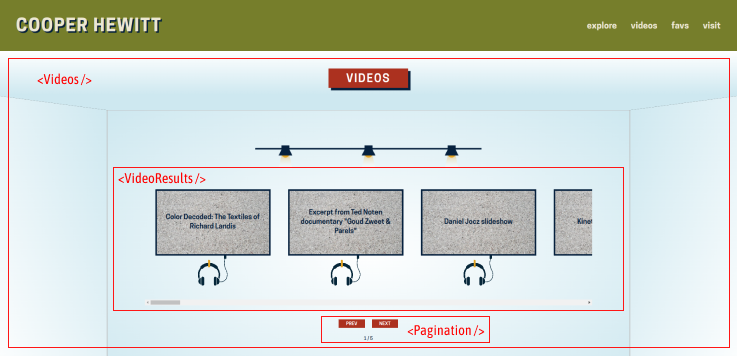 COOPER HEWITT
explore videos favs visit
<Videos />
VIDEOS
<VideoResults />
Color Decoded: The Textiles of
Richard Landis
Excerpt from Ted Noten
documentary "Goud Zweet &
Parels"
Daniel Jocz slideshow
Kinet
PREV NEXT
<Pagination />
1/5